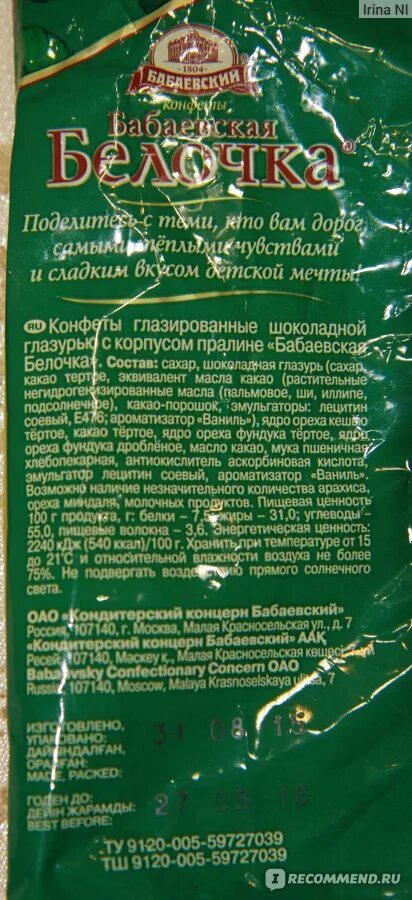 Irina NI
1804
БАБАЕВСКИЙ
конфеты
Бабаевская
Белочка®
Поделитесь с теми, кто вам дорог,
самыми тёплыми чувствами
и сладким вкусом детской мечты
RU Конфеты глазированные шоколадной
глазурью с корпусом пралине «Бабаевская
Белочка». Состав: сахар, шоколадная глазурь (сахар,
какао тертое, эквивалент масла какао (растительные
негидрогенизированные масла (пальмовое, ши, иллипе,
подсолнечное), какао-порошок, эмульгаторы: лецитин
соевый, Е476; ароматизатор «Ваниль»), ядро ореха кешью
тёртое, какао тёртое, ядро ореха фундука тёртое, ядро
ореха фундука дроблёное, масло какао, мука пшеничная
хлебопекарная, антиокислитель аскорбиновая кислота,
эмульгатор лецитин соевый, ароматизатор «Ваниль».
Возможно наличие незначительного количества арахиса,
ореха миндаля, молочных продуктов. Пищевая ценность
100 г продукта, г: белки – 7,5; жиры – 31,0; углеводы –
55,0, пищевые волокна – 3,6. Энергетическая ценность:
2240 кДж (540 ккал)/100 г. Хранить при температуре от 15
до 21°С и относительной влажности воздуха не более
75%. Не подвергать воздействию прямого солнечного
света.
ОАО «Кондитерский концерн Бабаевский»
Россия, 107140, г. Москва, Малая Красносельская ул., д. 7
«Кондитерский концерн Бабаевский» ААҚ
Ресей, 107140, Мәскеу қ., Малая Красносельская көшесі, 7 үй
Babaevsky Confectionary Concern OAO
Russia, 107140, Moscow, Malaya Krasnoselskaya ulitsa, 7
ИЗГОТОВЛЕНО,
УПАКОВАНО:
ДАЙЫНДАЛҒАН,
ОРАЛҒАН:
MADE, PACKED:
31 08 15
ГОДЕН ДО:
ДЕЙІН ЖАРАМДЫ:
BEST BEFORE:
27 05 16
ТУ 9120-005-59727039
ТШ 9120-005-59727039
I RECOMMEND.RU